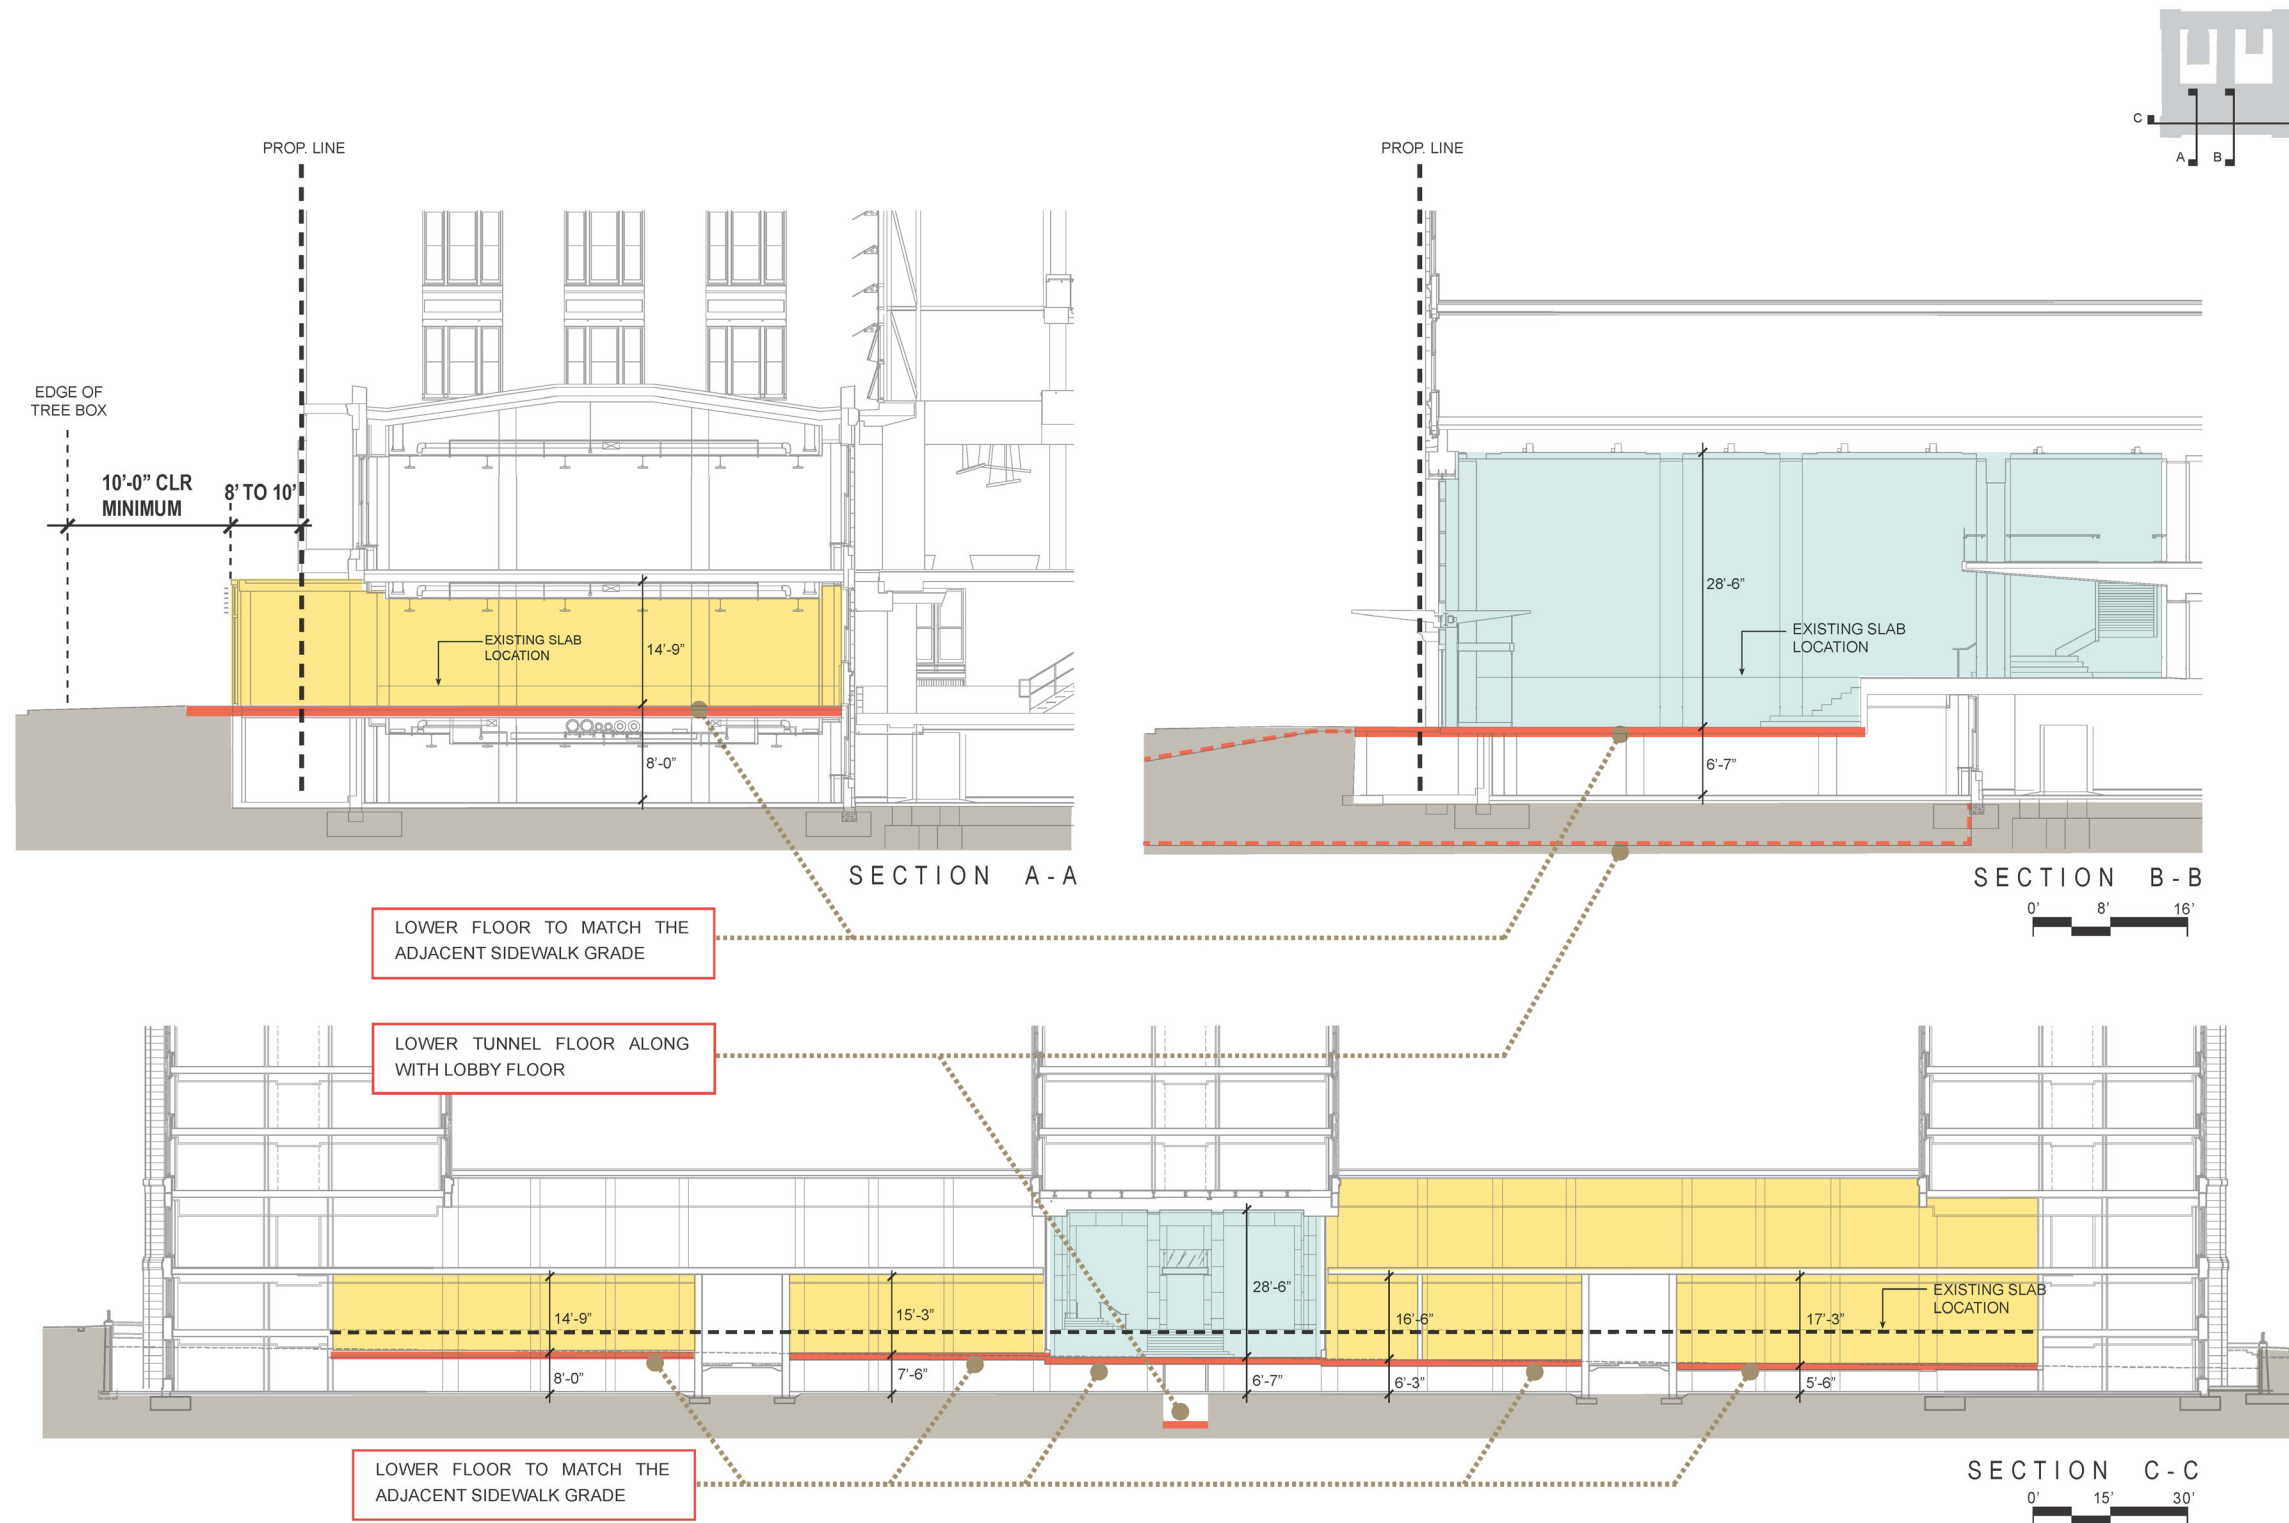 C
A
B
PROP. LINE
PROP. LINE
EDGE OF
TREE BOX
10’-0” CLR
MINIMUM
8’ TO 10’
EXISTING SLAB
LOCATION
14’-9”
8’-0”
28’-6”
EXISTING SLAB
LOCATION
6’-7”
SECTION A-A
SECTION B-B
0’ 8’ 16’
LOWER FLOOR TO MATCH THE
ADJACENT SIDEWALK GRADE
LOWER TUNNEL FLOOR ALONG
WITH LOBBY FLOOR
14’-9”
15’-3”
28’-6”
16’-6”
17’-3”
EXISTING SLAB
LOCATION
8’-0”
7’-6”
6’-7”
6’-3”
5’-6”
LOWER FLOOR TO MATCH THE
ADJACENT SIDEWALK GRADE
SECTION C-C
0’ 15’ 30’